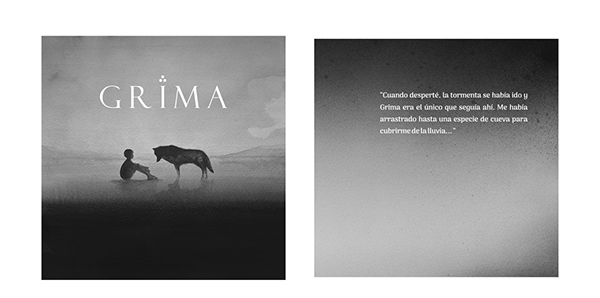 GRÏMA
"Cuando desperté, la tormenta se había ido y
Grima era el único que seguía ahí. Me había
arrastrado hasta una especie de cueva para
cubrirme de la lluvia..."